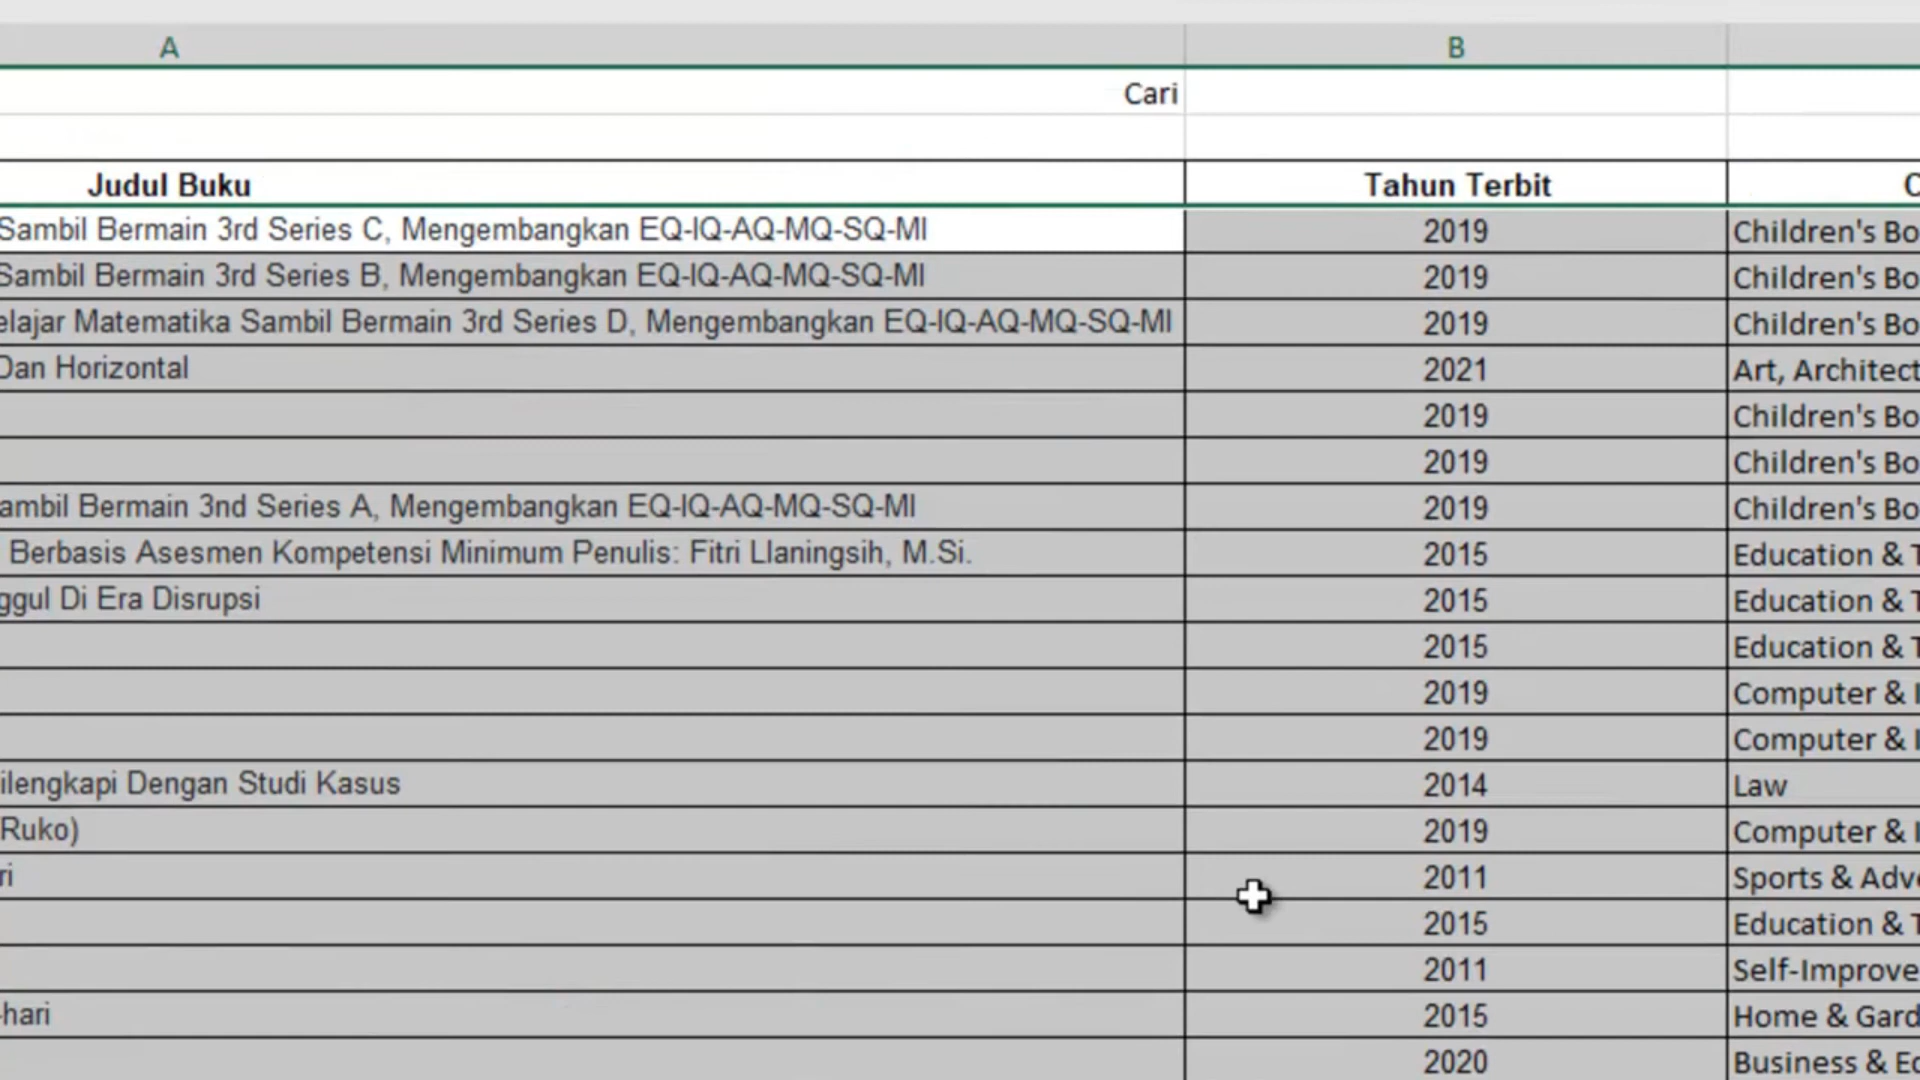 A B
Cari
Judul Buku Tahun Terbit
Sambil Bermain 3rd Series C, Mengembangkan EQ-IQ-AQ-MQ-SQ-MI 2019 Children's Bo
Sambil Bermain 3rd Series B, Mengembangkan EQ-IQ-AQ-MQ-SQ-MI 2019 Children's Bo
elajar Matematika Sambil Bermain 3rd Series D, Mengembangkan EQ-IQ-AQ-MQ-SQ-MI 2019 Children's Bo
Dan Horizontal 2021 Art, Architect
2019 Children's Bo
2019 Children's Bo
ambil Bermain 3nd Series A, Mengembangkan EQ-IQ-AQ-MQ-SQ-MI 2019 Children's Bo
Berbasis Asesmen Kompetensi Minimum Penulis: Fitri Llaningsih, M.Si. 2015 Education & T
ggul Di Era Disrupsi 2015 Education & T
2015 Education & T
2019 Computer & I
2019 Computer & I
ilengkapi Dengan Studi Kasus 2014 Law
Ruko) 2019 Computer & I
ri 2011 Sports & Adve
2015 Education & T
2011 Self-Improve
-hari 2015 Home & Gard
2020 Business & Ec